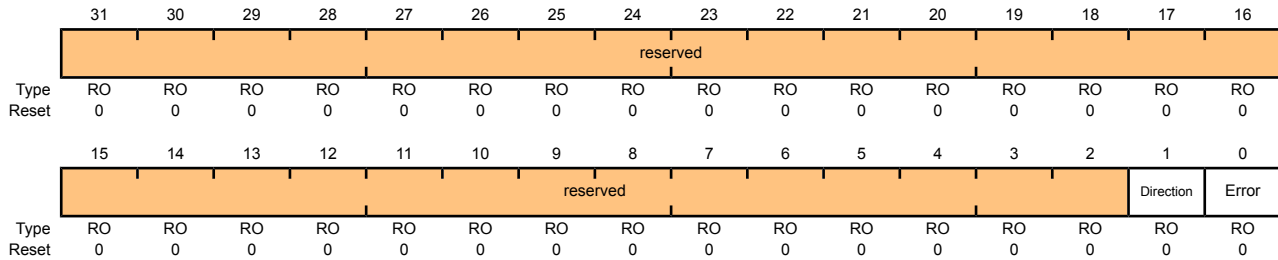 31 30 29 28 27 26 25 24 23 22 21 20 19 18 17 16
reserved
Type RO RO RO RO RO RO RO RO RO RO RO RO RO RO RO RO
Reset 0 0 0 0 0 0 0 0 0 0 0 0 0 0 0 0
15 14 13 12 11 10 9 8 7 6 5 4 3 2 1 0
reserved Direction Error
Type RO RO RO RO RO RO RO RO RO RO RO RO RO RO RO RO
Reset 0 0 0 0 0 0 0 0 0 0 0 0 0 0 0 0